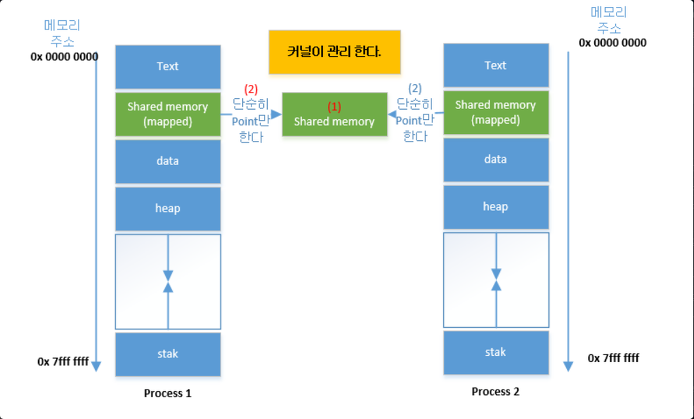 메모리
주소
0x 0000 0000
Text
Shared memory
(mapped)
data
heap
stak
0x 7fff ffff
Process 1
커널이 관리 한다.
(2)
단순히
Point만
한다
(1)
Shared memory
(2)
단순히
Point만
한다
메모리
주소
0x 0000 0000
Text
Shared memory
(mapped)
data
heap
stak
0x 7fff ffff
Process 2